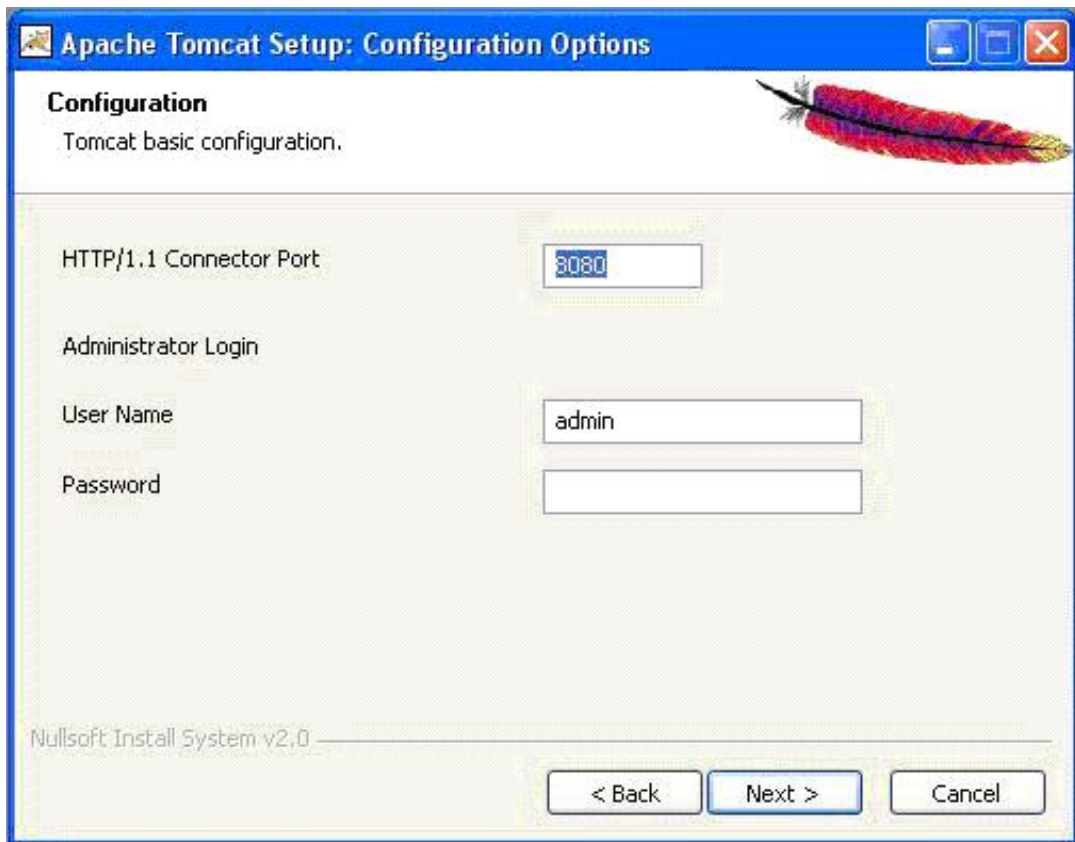 Apache Tomcat Setup: Configuration Options
Configuration
Tomcat basic configuration.
HTTP/1.1 Connector Port
8080
Administrator Login
User Name
admin
Password
Nullsoft Install System v2.0
< Back
Next >
Cancel